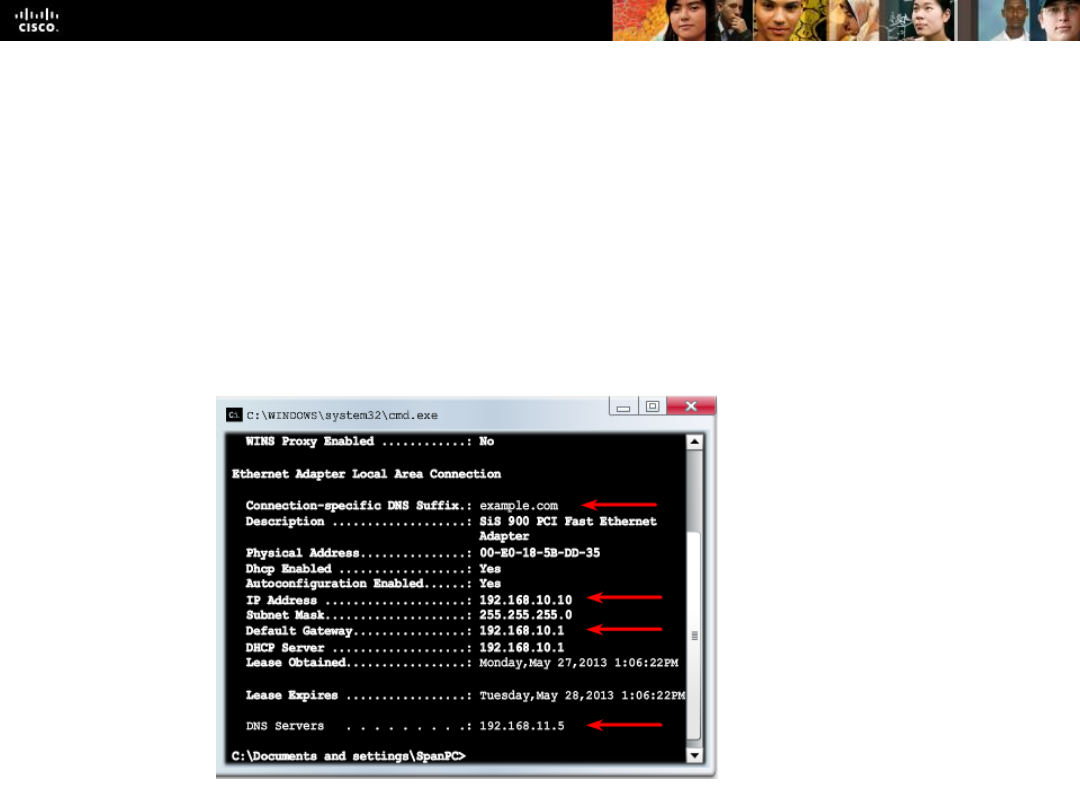 CISCO.
C:\WINDOWS\system32\cmd.exe
WINS Proxy Enabled ............: No
Ethernet Adapter Local Area Connection
Connection-specific DNS Suffix.: example.com
Description ..................: SiS 900 PCI Fast Ethernet
Adapter
Physical Address..............: 00-E0-18-5B-DD-35
Dhcp Enabled .................: Yes
Autoconfiguration Enabled......: Yes
IP Address ....................: 192.168.10.10
Subnet Mask....................: 255.255.255.0
Default Gateway................: 192.168.10.1
DHCP Server ...................: 192.168.10.1
Lease Obtained.................: Monday,May 27,2013 1:06:22PM
Lease Expires .................: Tuesday,May 28,2013 1:06:22PM
DNS Servers . . . . . . . . .: 192.168.11.5
C:\Documents and settings\SpanPC>